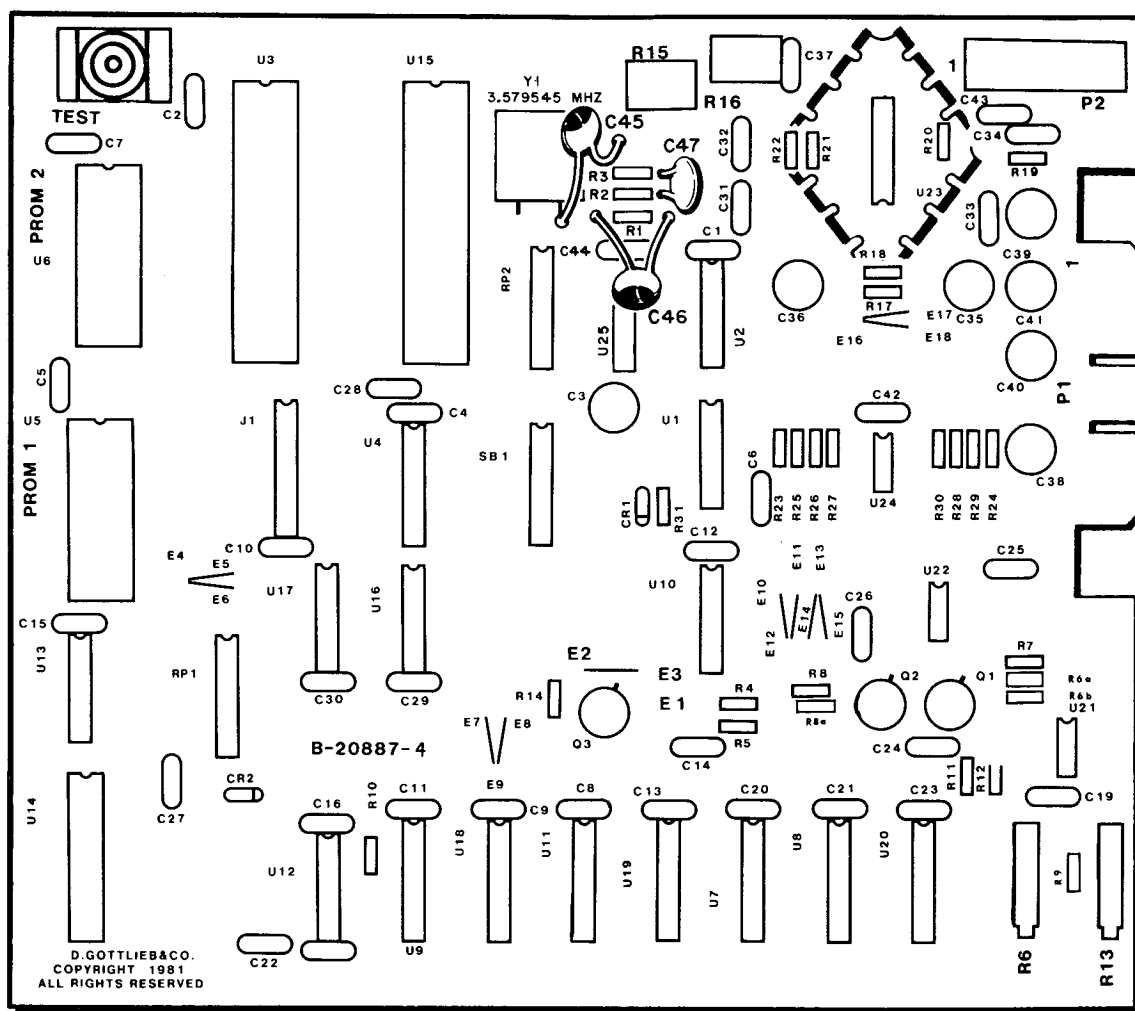 U3
U15
R15
C37
1
P2
Y1
3.579545 MHZ
R16
C43
TEST
C2
C45
C32
R22
R21
R20
C34
C7
C47
R3
R19
PROM 2
R2
C31
U23
C33
R1
U6
C44
C1
R18
C39
1
RP2
R17
C46
C36
E17
C35
C41
E16
E18
U25
U2
C5
C28
C3
C40
C4
C42
P1
U5
J1
U4
U1
SB1
C6
C38
PROM 1
U24
CR1
R31
R23
R25
R26
R27
R30
R28
R29
R24
C10
C12
E4
E5
E11
E13
C25
E6
U17
U16
U10
E10
U22
C15
E14
E15
C26
U13
E12
RP1
E2
R7
C30
C29
R14
E3
R8
Q2
Q1
R6a
E1
R4
R6b
E7
E8
R8a
U21
Q3
R5
B-20887-4
C14
C24
CR2
R11
R12
U14
C27
C16
R10
C11
E9
C9
C8
C13
C20
C21
C23
C19
U18
U11
U8
U20
U12
U19
R9
U7
D.GOTTLIEB&CO.
COPYRIGHT 1981
ALL RIGHTS RESERVED
C22
U9
R6
R13